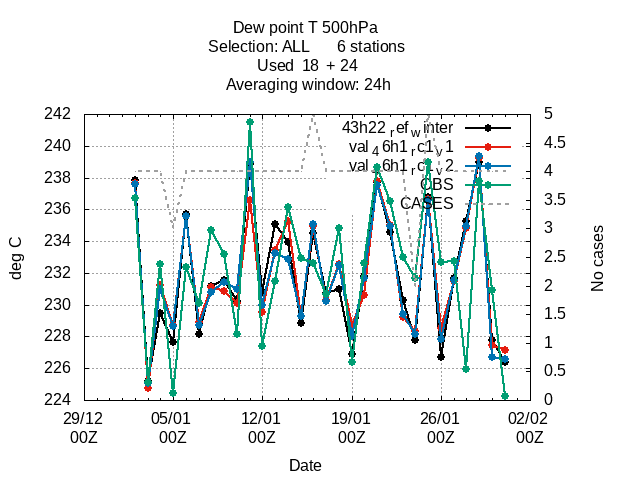 Dew point T 500hPa
Selection: ALL 6 stations
Used 18 + 24
Averaging window: 24h
242
240
238
236
234
232
230
228
226
224
5
4.5
4
3.5
3
2.5
2
1.5
1
0.5
0
deg C
No cases
43h22_ref_winter
val_46h1_rc1_v1
val_46h1_rc1_v2
OBS
CASES
29/12 05/01 12/01 19/01 26/01 02/02
00Z 00Z 00Z 00Z 00Z 00Z
Date